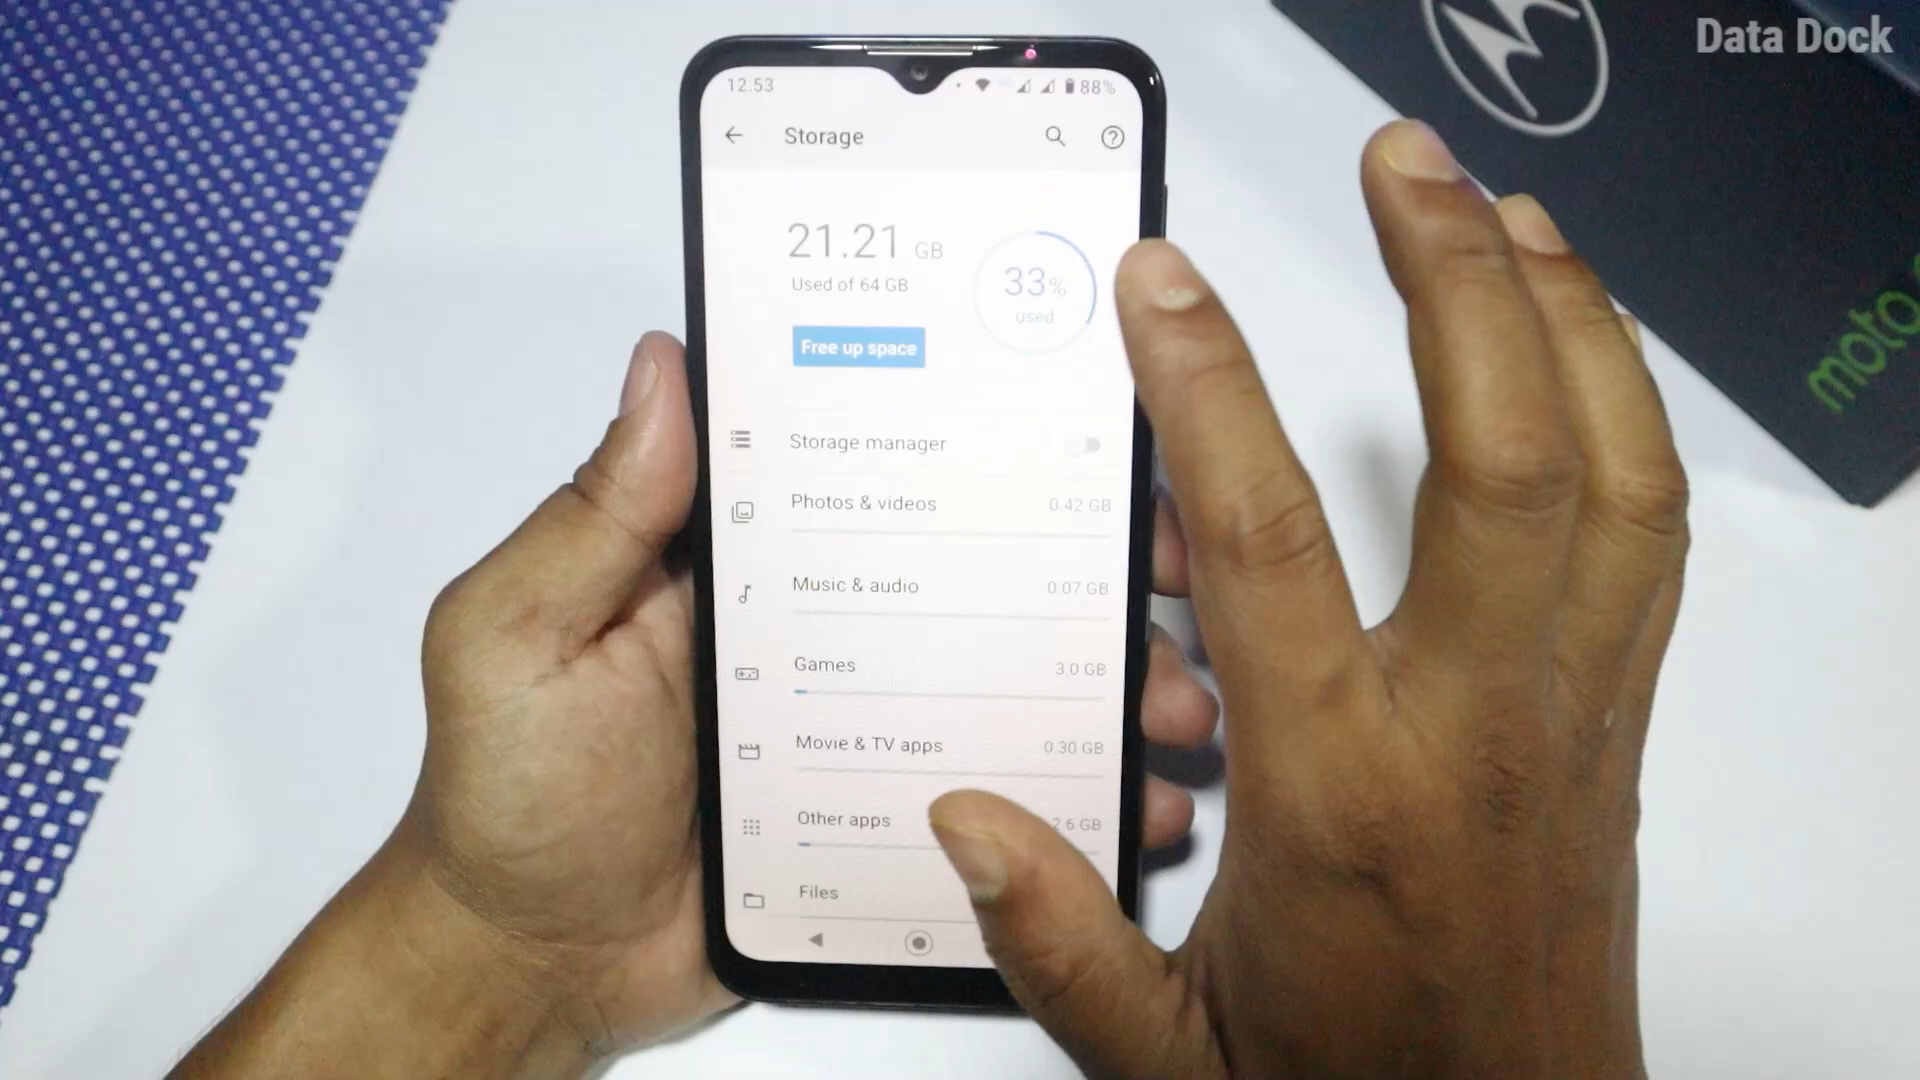 Data Dock
moto
12:53
88%
Storage
21.21 GB
Used of 64 GB
33%
used
Free up space
Storage manager
Photos & videos
0.42 GB
Music & audio
0.07 GB
Games
3.0 GB
Movie & TV apps
0.30 GB
Other apps
2.6 GB
Files